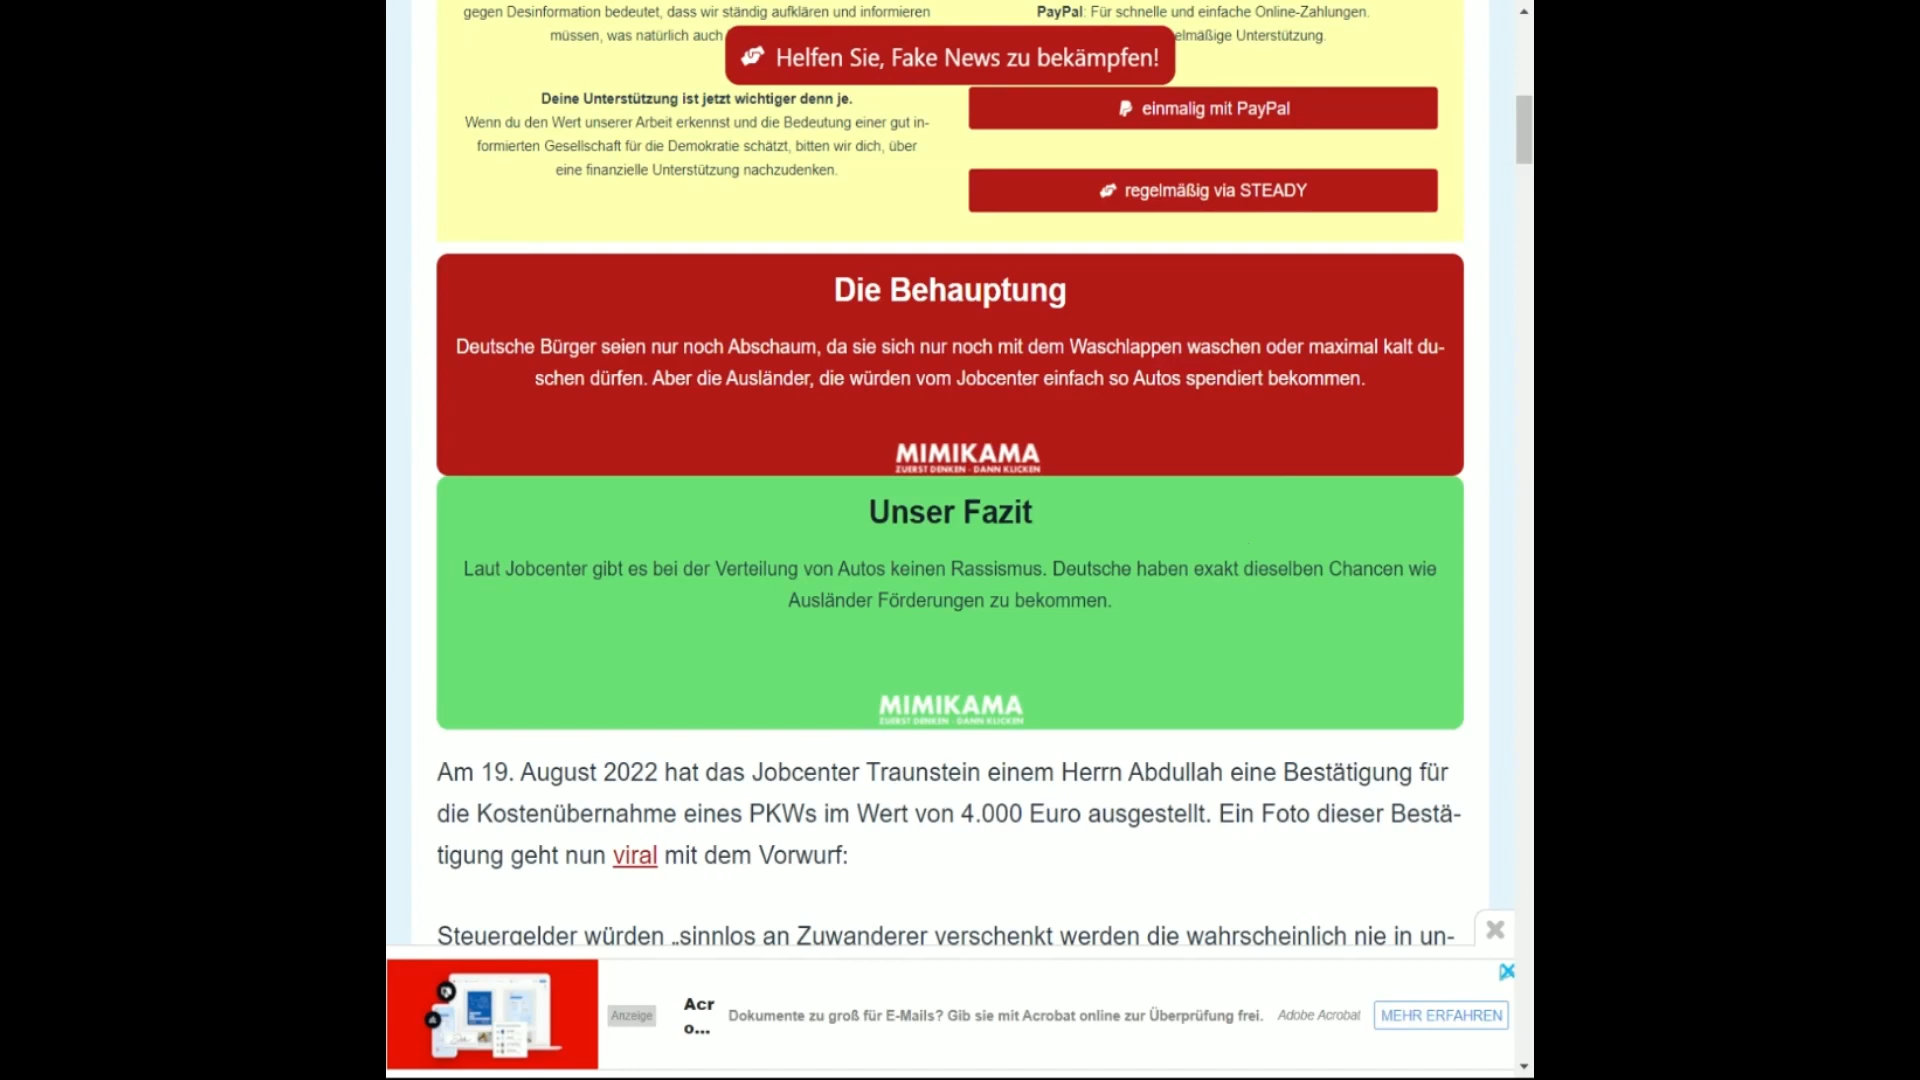 gegen Desinformation bedeutet, dass wir ständig aufklären und informieren
müssen, was natürlich auch
PayPal: Für schnelle und einfache Online-Zahlungen.
elmäßige Unterstützung.
Helfen Sie, Fake News zu bekämpfen!
Deine Unterstützung ist jetzt wichtiger denn je.
Wenn du den Wert unserer Arbeit erkennst und die Bedeutung einer gut in-
formierten Gesellschaft für die Demokratie schätzt, bitten wir dich, über
eine finanzielle Unterstützung nachzudenken.
einmalig mit PayPal
regelmäßig via STEADY
Die Behauptung
Deutsche Bürger seien nur noch Abschaum, da sie sich nur noch mit dem Waschlappen waschen oder maximal kalt du-
schen dürfen. Aber die Ausländer, die würden vom Jobcenter einfach so Autos spendiert bekommen.
MIMIKAMA
ZUERST DENKEN - DANN KLICKEN
Unser Fazit
Laut Jobcenter gibt es bei der Verteilung von Autos keinen Rassismus. Deutsche haben exakt dieselben Chancen wie
Ausländer Förderungen zu bekommen.
MIMIKAMA
ZUERST DENKEN - DANN KLICKEN
Am 19. August 2022 hat das Jobcenter Traunstein einem Herrn Abdullah eine Bestätigung für
die Kostenübernahme eines PKWs im Wert von 4.000 Euro ausgestellt. Ein Foto dieser Bestä-
tigung geht nun viral mit dem Vorwurf:
Steuergelder würden „sinnlos an Zuwanderer verschenkt werden die wahrscheinlich nie in un-
Anzeige
Acr
o...
Dokumente zu groß für E-Mails? Gib sie mit Acrobat online zur Überprüfung frei.
Adobe Acrobat
MEHR ERFAHREN